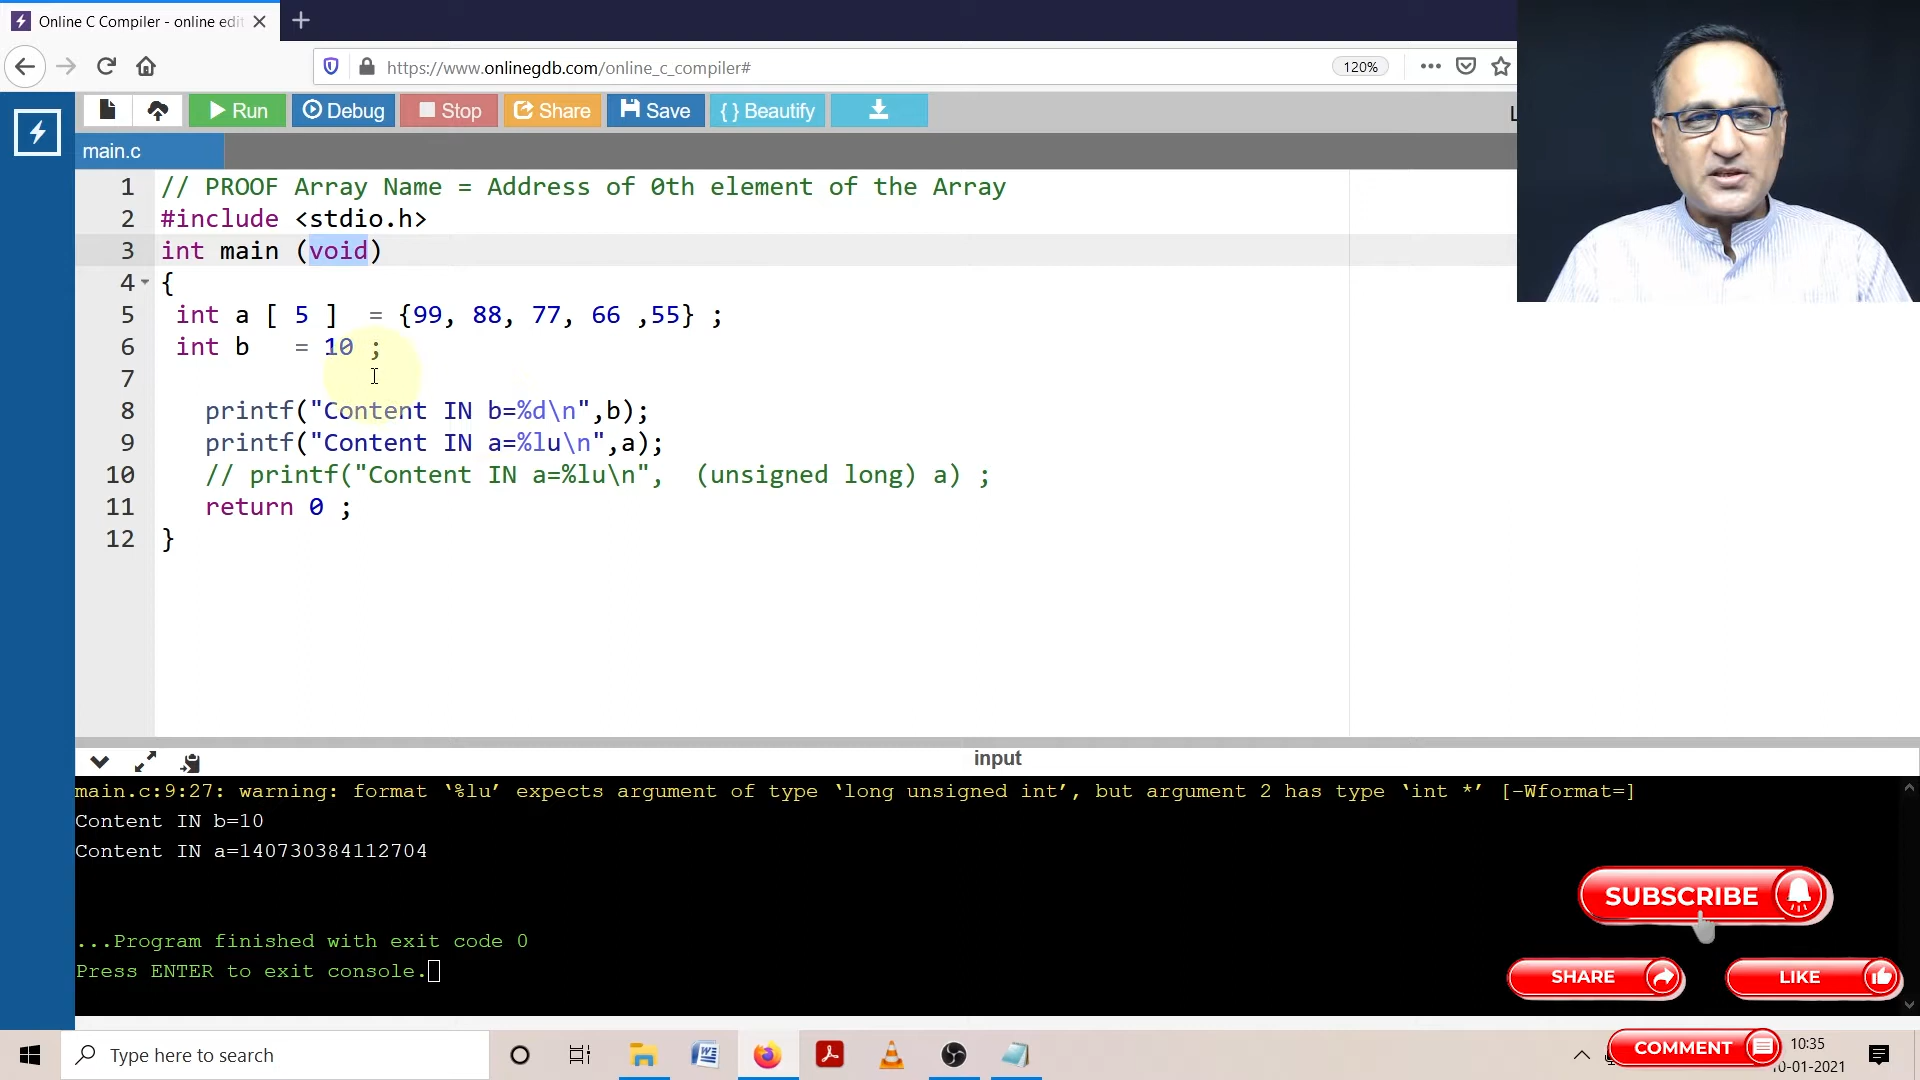 Online C Compiler - online edit
https://www.onlinegdb.com/online_c_compiler#
120%
Run
Debug
Stop
Share
Save
{ } Beautify
L
main.c
1 // PROOF Array Name = Address of 0th element of the Array
2 #include <stdio.h>
3 int main (void)
4 {
5 int a [ 5 ] = {99, 88, 77, 66 ,55} ;
6 int b = 10 ;
7
8 printf("Content IN b=%d\n",b);
9 printf("Content IN a=%lu\n",a);
10 // printf("Content IN a=%lu\n", (unsigned long) a) ;
11 return 0 ;
12 }
input
main.c:9:27: warning: format ‘%lu’ expects argument of type ‘long unsigned int’, but argument 2 has type ‘int *’ [-Wformat=]
Content IN b=10
Content IN a=140730384112704
...Program finished with exit code 0
Press ENTER to exit console.
SUBSCRIBE
SHARE
LIKE
Type here to search
COMMENT
10:35
10-01-2021